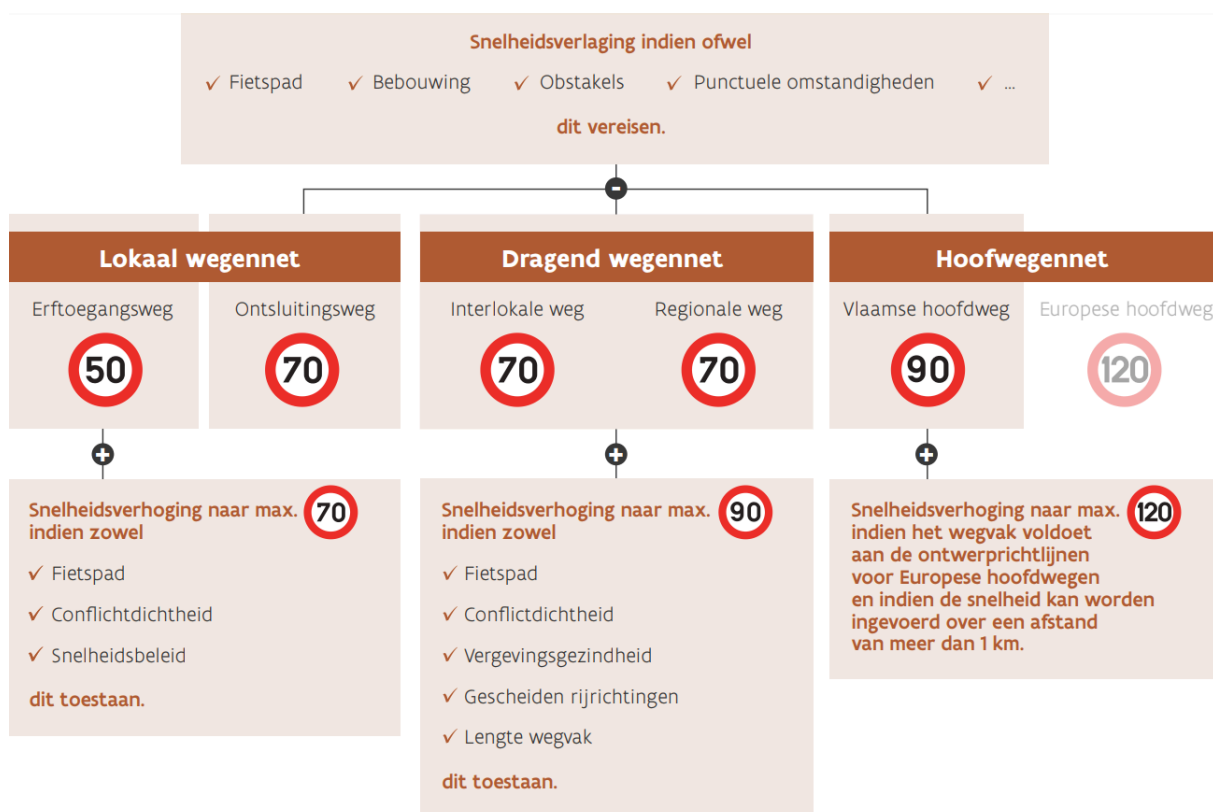 Snelheidsverlaging indien ofwel
✓ Fietspad ✓ Bebouwing ✓ Obstakels ✓ Punctuele omstandigheden ✓ ...
dit vereisen.
-
Lokaal wegennet
Erftoegangsweg Ontsluitingsweg
50 70
+
Snelheidsverhoging naar max. 70
indien zowel
✓ Fietspad
✓ Conflichtdichtheid
✓ Snelheidsbeleid
dit toestaan.
Dragend wegennet
Interlokale weg Regionale weg
70 70
+
Snelheidsverhoging naar max. 90
indien zowel
✓ Fietspad
✓ Conflictdichtheid
✓ Vergevingsgezindheid
✓ Gescheiden rijrichtingen
✓ Lengte wegvak
dit toestaan.
Hoofwegennet
Vlaamse hoofdweg Europese hoofdweg
90 120
+
Snelheidsverhoging naar max. 120
indien het wegvak voldoet
aan de ontwerprichtlijnen
voor Europese hoofdwegen
en indien de snelheid kan worden
ingevoerd over een afstand
van meer dan 1 km.